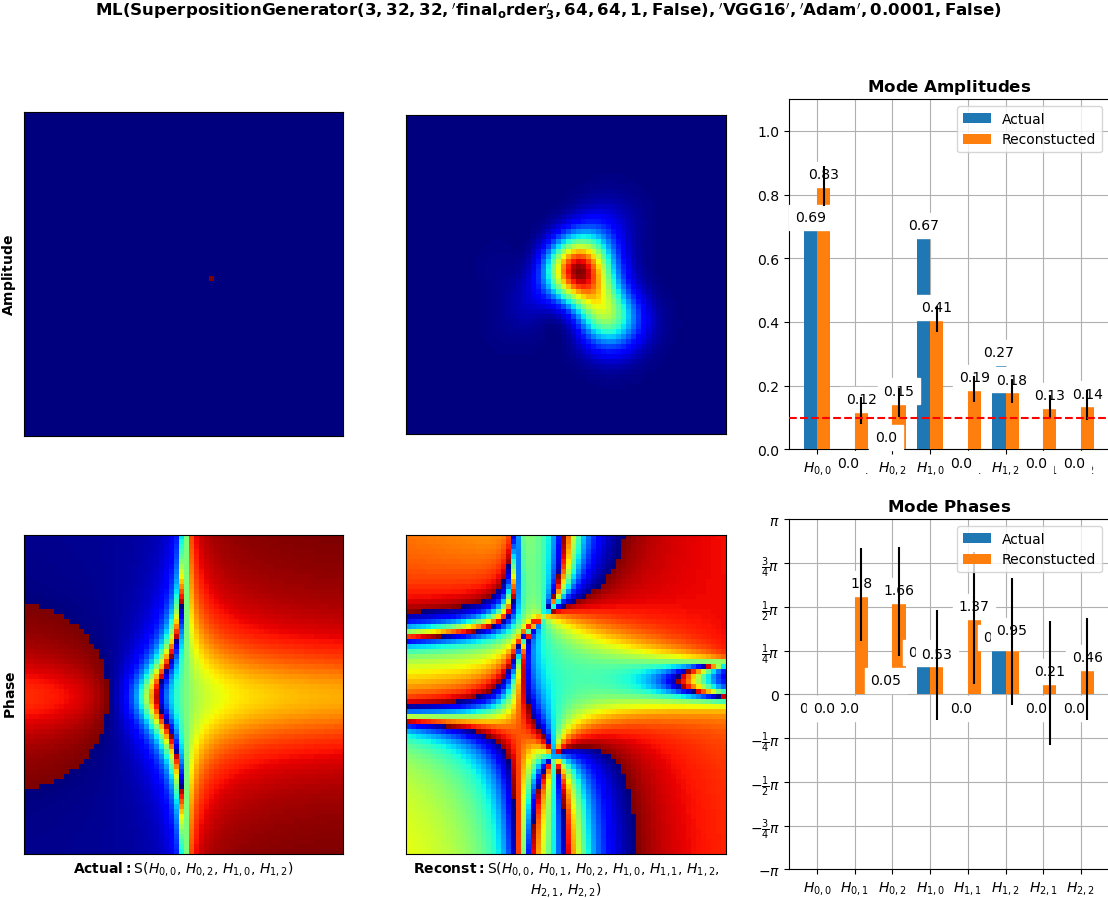 ML(SuperpositionGenerator(3, 32, 32, 'final_order'_3, 64, 64, 1, False), 'VGG16', 'Adam', 0.0001, False)
Amplitude
Mode Amplitudes
Actual
Reconstucted
1.0
0.8
0.6
0.4
0.2
0.0
0.69
0.83
0.12
0.0
0.15
0.67
0.41
0.19
0.27
0.18
0.13
0.14
0.0
0.0
0.0
0.0
H0,0
H0,2
H1,0
H1,2
Phase
Mode Phases
Actual
Reconstucted
π
3/4π
1/2π
1/4π
0
−1/4π
−1/2π
−3/4π
−π
1.8
1.66
0.05
0.53
1.37
0.95
0.21
0.46
0.0
0.0
0.0
0.0
H0,0 H0,1 H0,2 H1,0 H1,1 H1,2 H2,1 H2,2
Actual: S(H0,0, H0,2, H1,0, H1,2)
Reconst: S(H0,0, H0,1, H0,2, H1,0, H1,1, H1,2,
H2,1, H2,2)